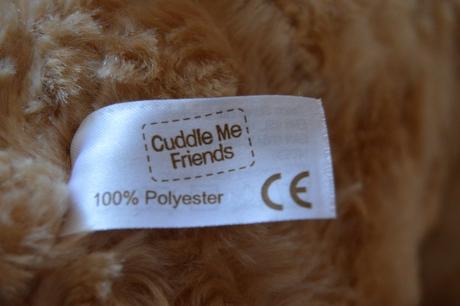 Cuddle Me
Friends
100% Polyester
CE